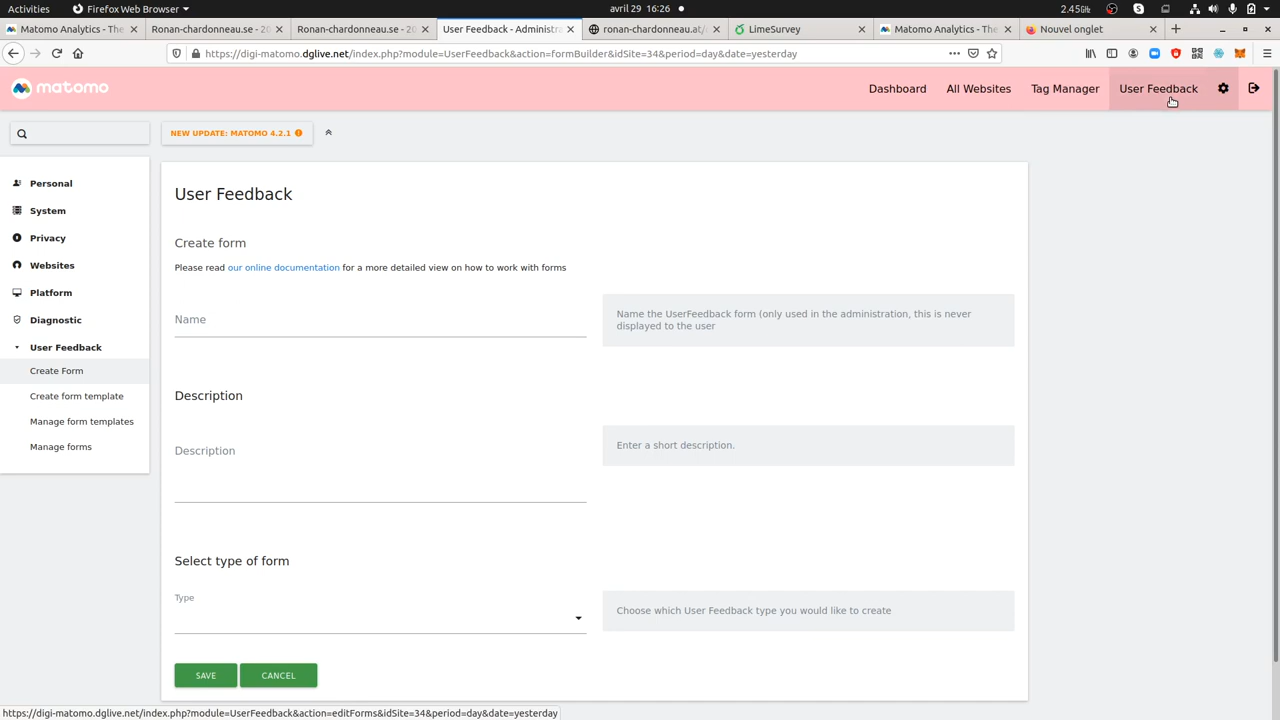 Activities
Firefox Web Browser
avril 29 16:26
2.45GHz
Matomo Analytics - The
Ronan-chardonneau.se - 20
Ronan-chardonneau.se - 20
User Feedback - Administra
ronan-chardonneau.at/
LimeSurvey
Matomo Analytics - The
Nouvel onglet
https://digi-matomo.dglive.net/index.php?module=UserFeedback&action=formBuilder&idSite=34&period=day&date=yesterday
matomo
Dashboard
All Websites
Tag Manager
User Feedback
NEW UPDATE: MATOMO 4.2.1
Personal
System
Privacy
Websites
Platform
Diagnostic
User Feedback
Create Form
Create form template
Manage form templates
Manage forms
User Feedback
Create form
Please read our online documentation for a more detailed view on how to work with forms
Name
Name the UserFeedback form (only used in the administration, this is never
displayed to the user
Description
Description
Enter a short description.
Select type of form
Type
Choose which User Feedback type you would like to create
SAVE
CANCEL
https://digi-matomo.dglive.net/index.php?module=UserFeedback&action=editForms&idSite=34&period=day&date=yesterday